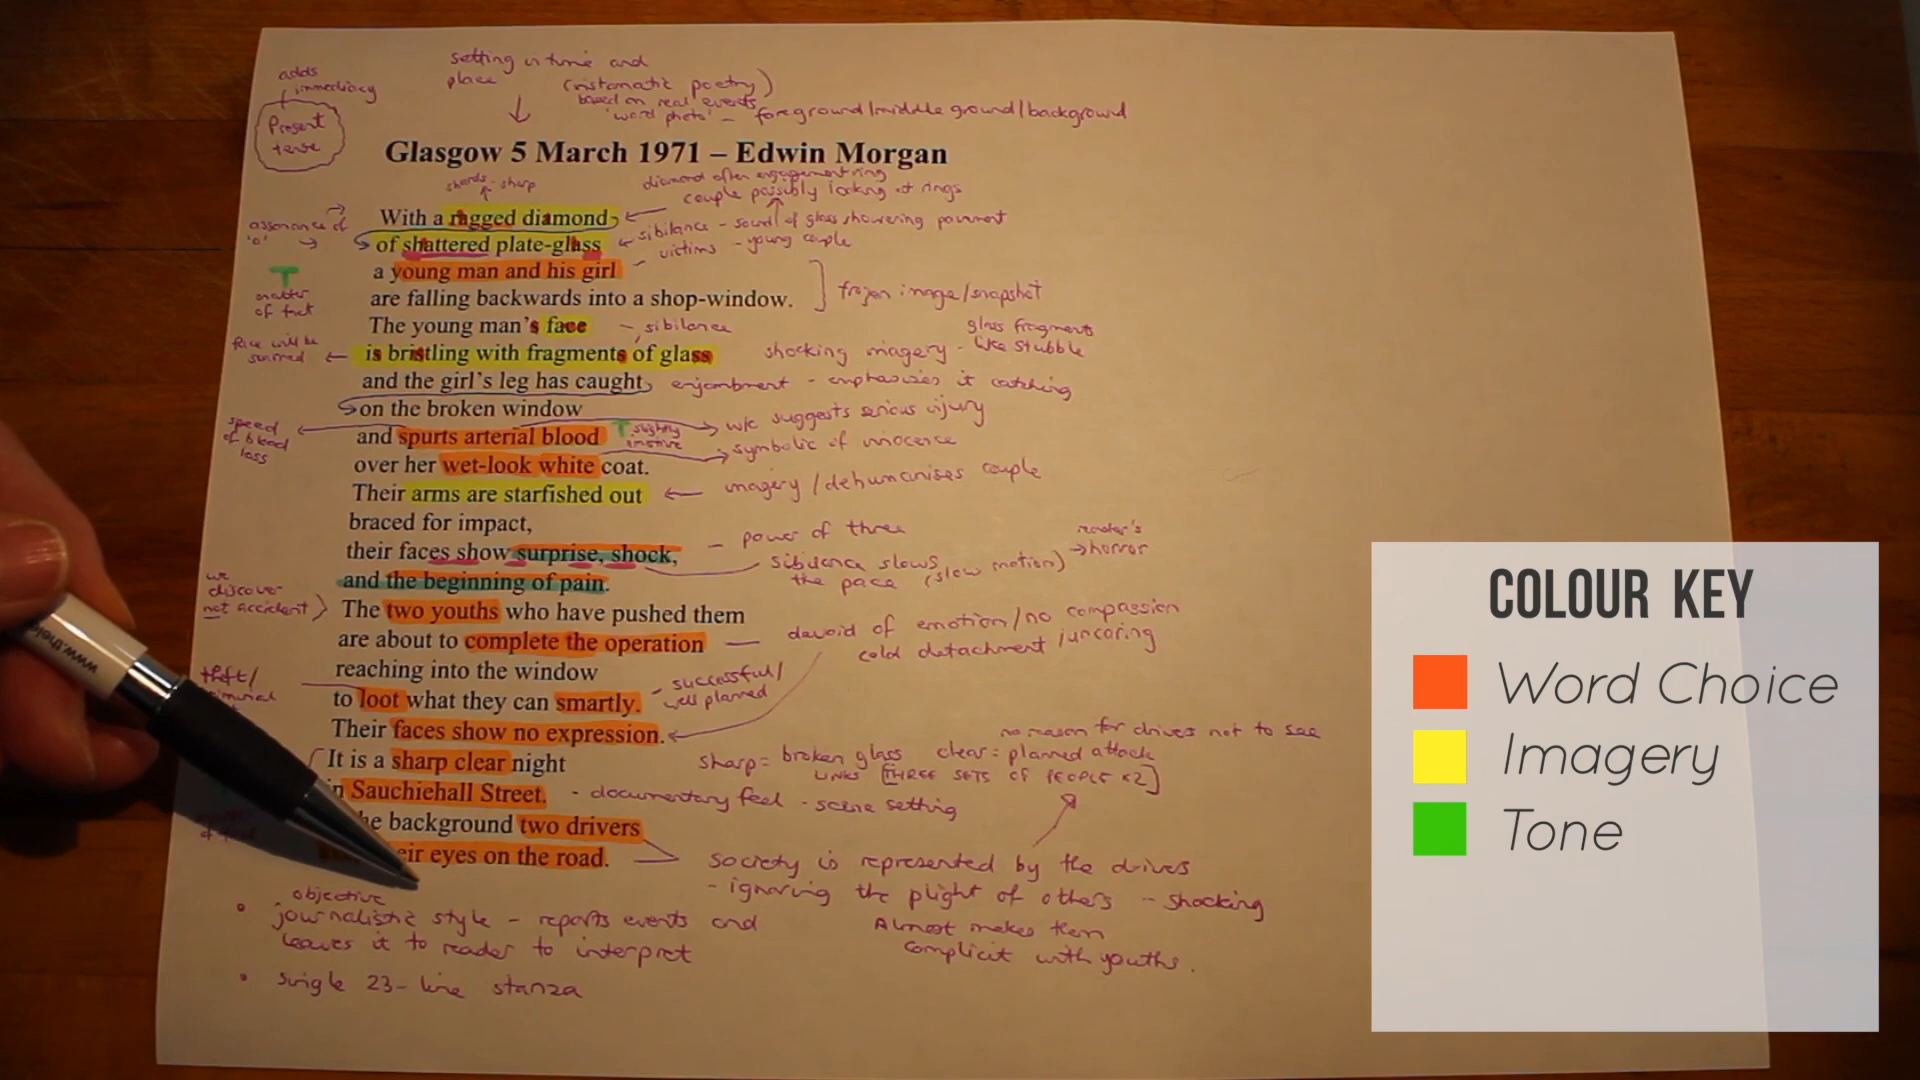 setting in time and
place
adds
immediacy
Present
tense
(instamatic poetry)
based on real events
'word photo' - foreground/middle ground/background
Glasgow 5 March 1971 – Edwin Morgan
shards - sharp
diamond often engagement ring
couple possibly looking at rings
With a ragged diamond
assonance of
'a'
sibilance - sound of glass showering pavement
of shattered plate-glass
victims - young couple
a young man and his girl
T
matter
of fact
are falling backwards into a shop-window.
frozen image/snapshot
The young man's face
- sibilance
glass fragments
like stubble
face will be
scarred
is bristling with fragments of glass
shocking imagery -
and the girl's leg has caught
enjambment - emphasises it catching
on the broken window
w/c suggests serious injury
speed
of blood
loss
and spurts arterial blood
T slightly
emotive
symbolic of innocence
over her wet-look white coat.
Their arms are starfished out
imagery/dehumanises couple
braced for impact,
- power of three
their faces show surprise, shock,
sibilance slows
the pace (slow motion)
reader's
horror
and the beginning of pain.
we
discover
not accident
The two youths who have pushed them
are about to complete the operation
devoid of emotion/no compassion
cold detachment/uncaring
reaching into the window
theft/
to loot what they can smartly.
- successful/
well planned
Their faces show no expression.
no reason for drivers not to see
It is a sharp clear night
sharp = broken glass clear = planned attack
LINKS [THREE SETS OF PEOPLE x2]
Sauchiehall Street.
- documentary feel - scene setting
background two drivers
eyes on the road.
society is represented by the drivers
- ignoring the plight of others - shocking
Almost makes them
complicit with youths.
objective
• journalistic style - reports events and
leaves it to reader to interpret
• single 23-line stanza
www.thelo
COLOUR KEY
Word Choice
Imagery
Tone